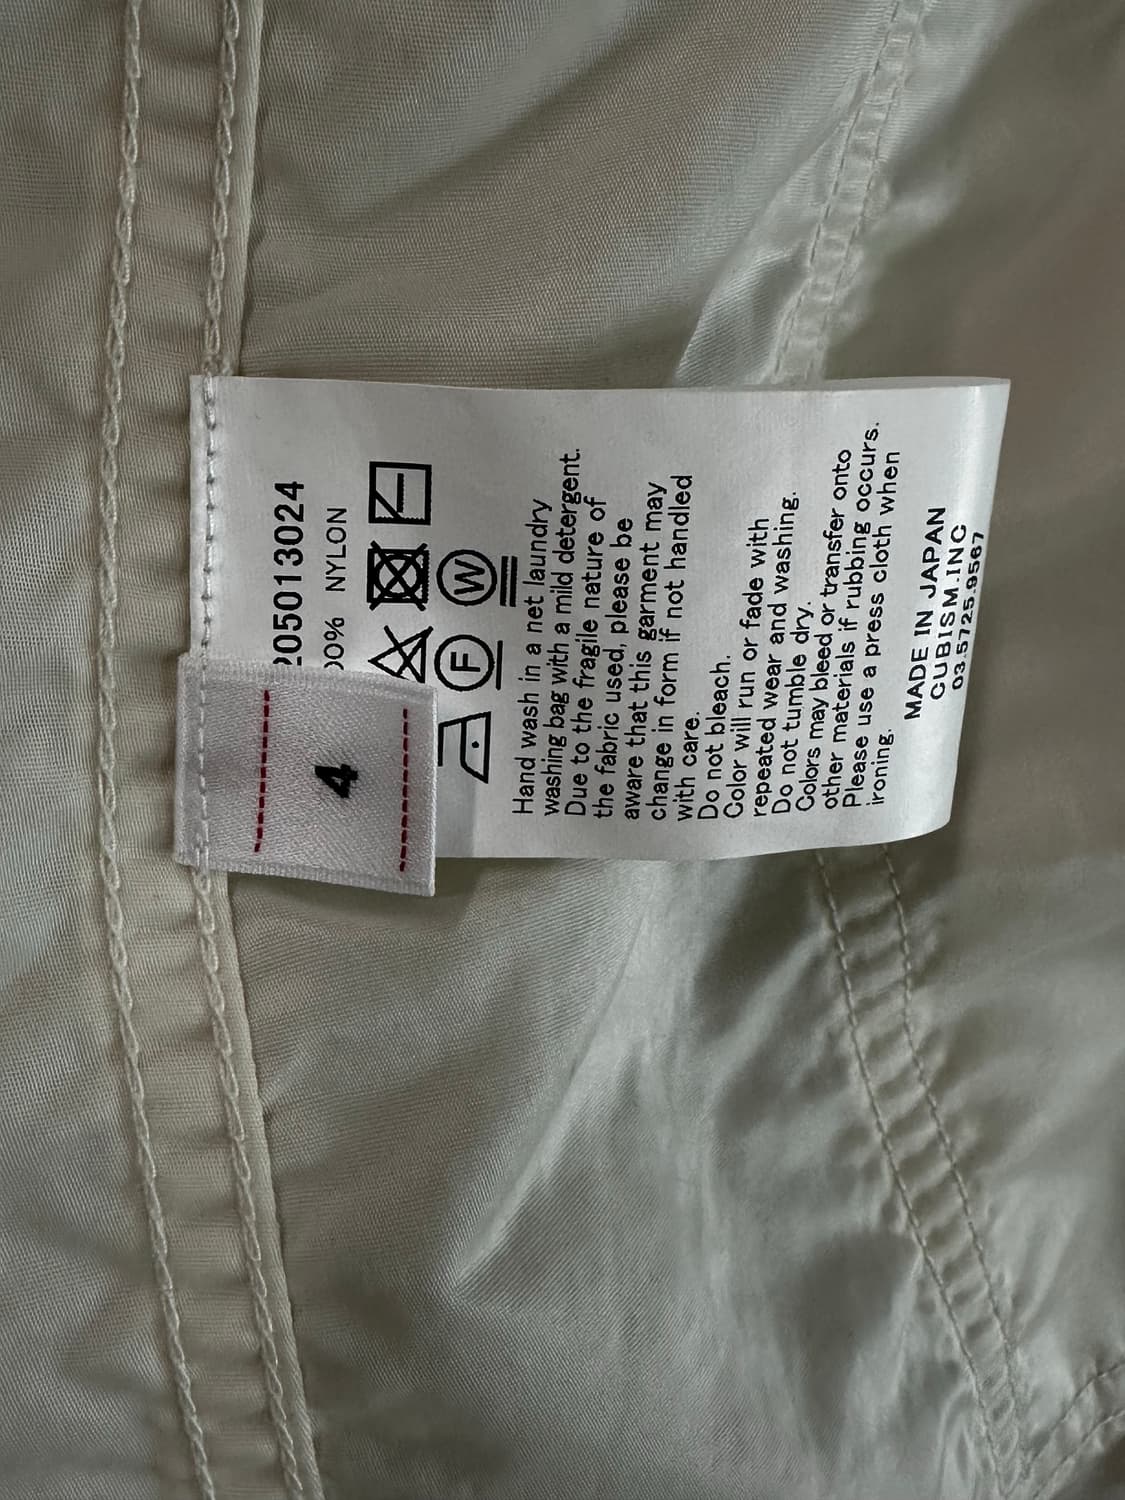 205013024
00% NYLON
F W
Hand wash in a net laundry
washing bag with a mild detergent.
Due to the fragile nature of
the fabric used, please be
aware that this garment may
change in form if not handled
with care.
Do not bleach.
Color will run or fade with
repeated wear and washing.
Do not tumble dry.
Colors may bleed or transfer onto
other materials if rubbing occurs.
Please use a press cloth when
ironing.
MADE IN JAPAN
CUBISM.INC
03.5725.9567
4